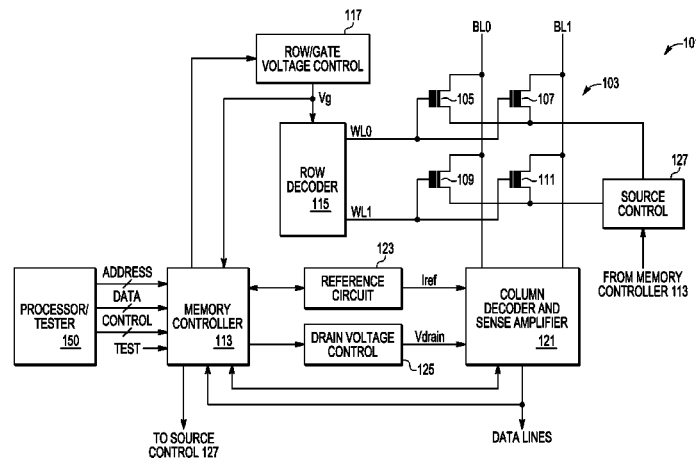 117
ROW/GATE
VOLTAGE CONTROL
Vg
BL0
BL1
10
103
105
107
WL0
ROW
DECODER
115
WL1
109
111
127
SOURCE
CONTROL
FROM MEMORY
CONTROLLER 113
PROCESSOR/
TESTER
150
ADDRESS
DATA
CONTROL
TEST
MEMORY
CONTROLLER
113
123
REFERENCE
CIRCUIT
Iref
DRAIN VOLTAGE
CONTROL
Vdrain
125
COLUMN
DECODER AND
SENSE AMPLIFIER
121
TO SOURCE
CONTROL 127
DATA LINES